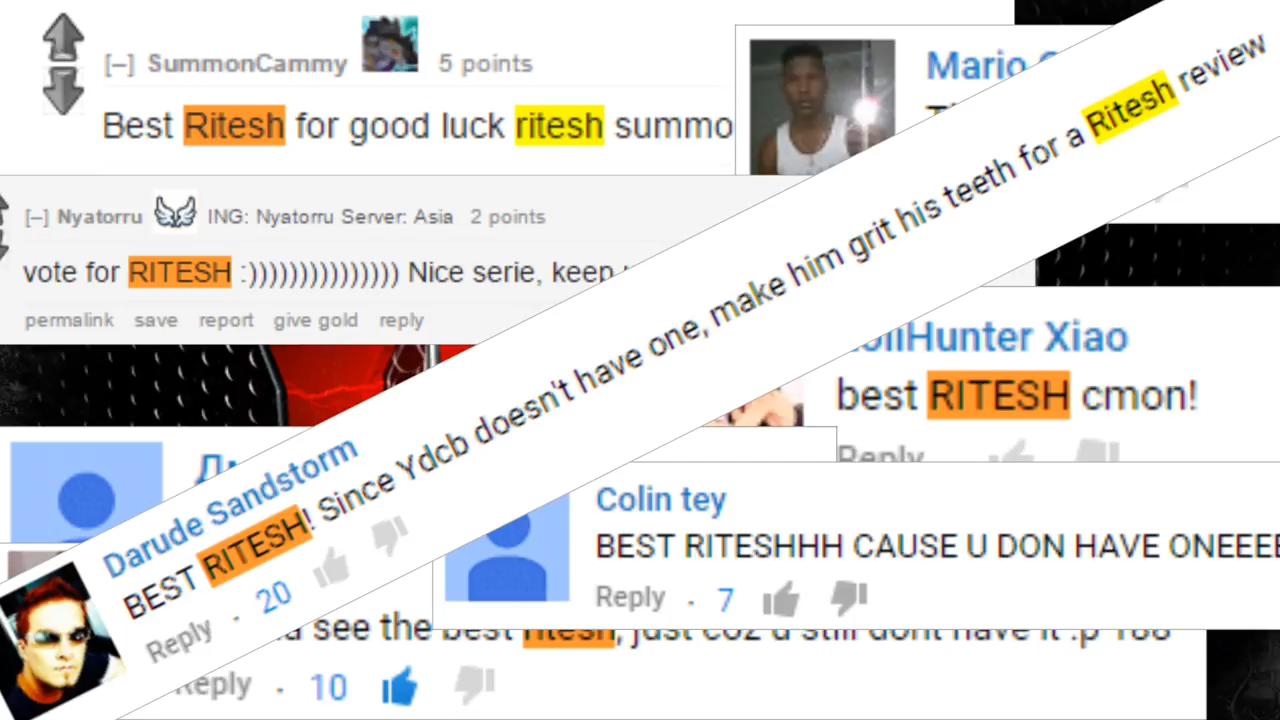 [–] SummonCammy 5 points
Best Ritesh for good luck ritesh summo
Mario
[–] Nyatorru ING: Nyatorru Server: Asia 2 points
vote for RITESH :))))))))))))))) Nice serie, keep
permalink save report give gold reply
Darude Sandstorm
BEST RITESH! Since Ydcb doesn't have one, make him grit his teeth for a Ritesh review
Reply · 20
Hunter Xiao
best RITESH cmon!
Reply
Colin tey
BEST RITESHHH CAUSE U DON HAVE ONEEEE
Reply · 7
see the best ritesh, just coz u still dont have it :p
Reply · 10